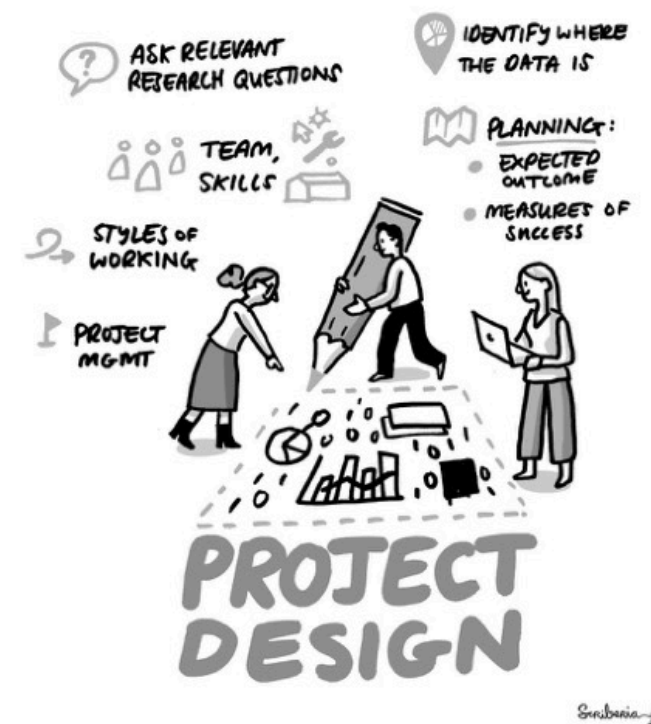 ?
ASK RELEVANT
RESEARCH QUESTIONS
IDENTIFY WHERE
THE DATA IS
TEAM,
SKILLS
PLANNING:
EXPECTED
OUTCOME
MEASURES OF
SUCCESS
STYLES OF
WORKING
PROJECT
MGMT
PROJECT
DESIGN
Scriberia